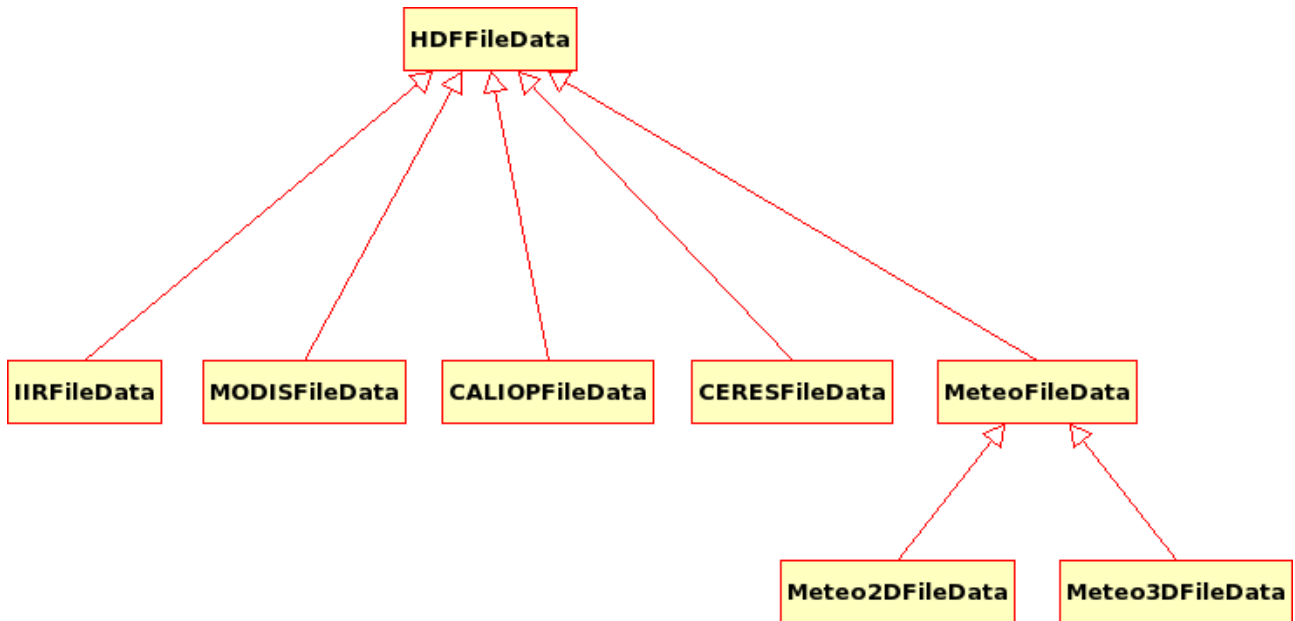 HDFFileData
IIRFileData
MODISFileData
CALIOPFileData
CERESFileData
MeteoFileData
Meteo2DFileData
Meteo3DFileData